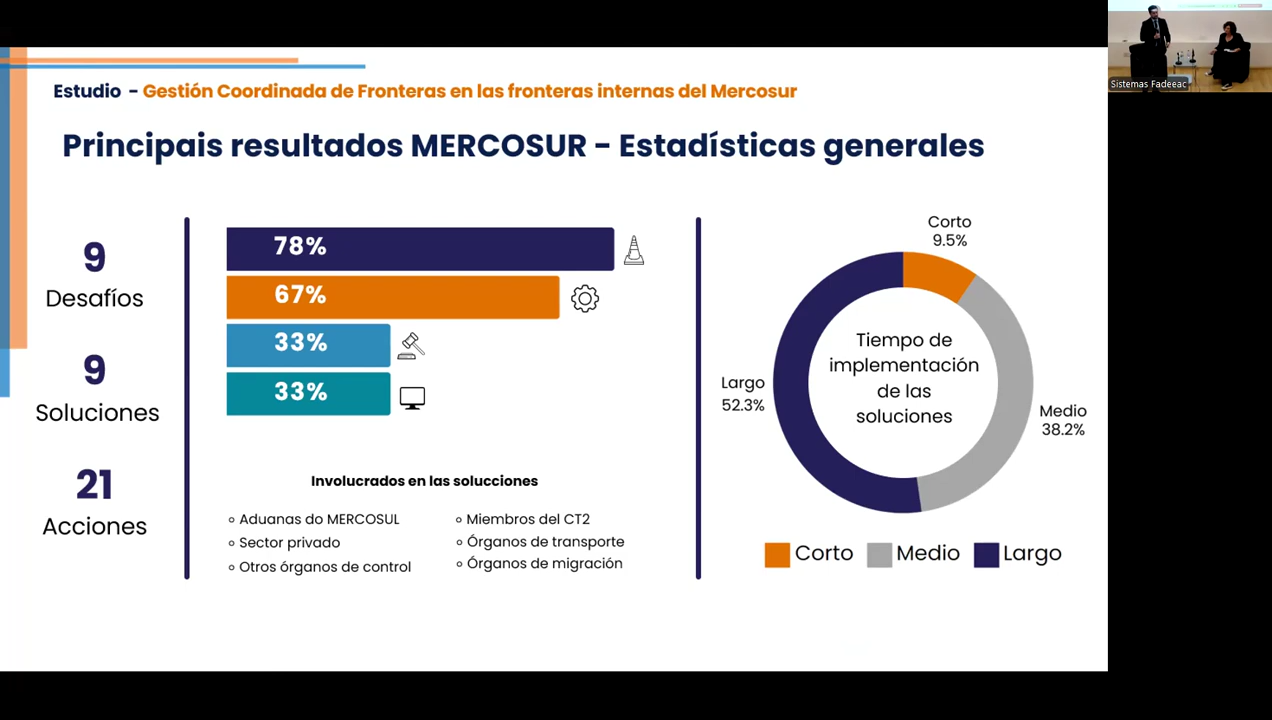 Sistemas Fadeeac
Estudio - Gestión Coordinada de Fronteras en las fronteras internas del Mercosur
Principais resultados MERCOSUR - Estadísticas generales
9
Desafíos
9
Soluciones
21
Acciones
78%
67%
33%
33%
Involucrados en las solucciones
Aduanas do MERCOSUL
Sector privado
Otros órganos de control
Miembros del CT2
Órganos de transporte
Órganos de migración
Corto
9.5%
Tiempo de
implementación
de las
soluciones
Largo
52.3%
Medio
38.2%
Corto
Medio
Largo